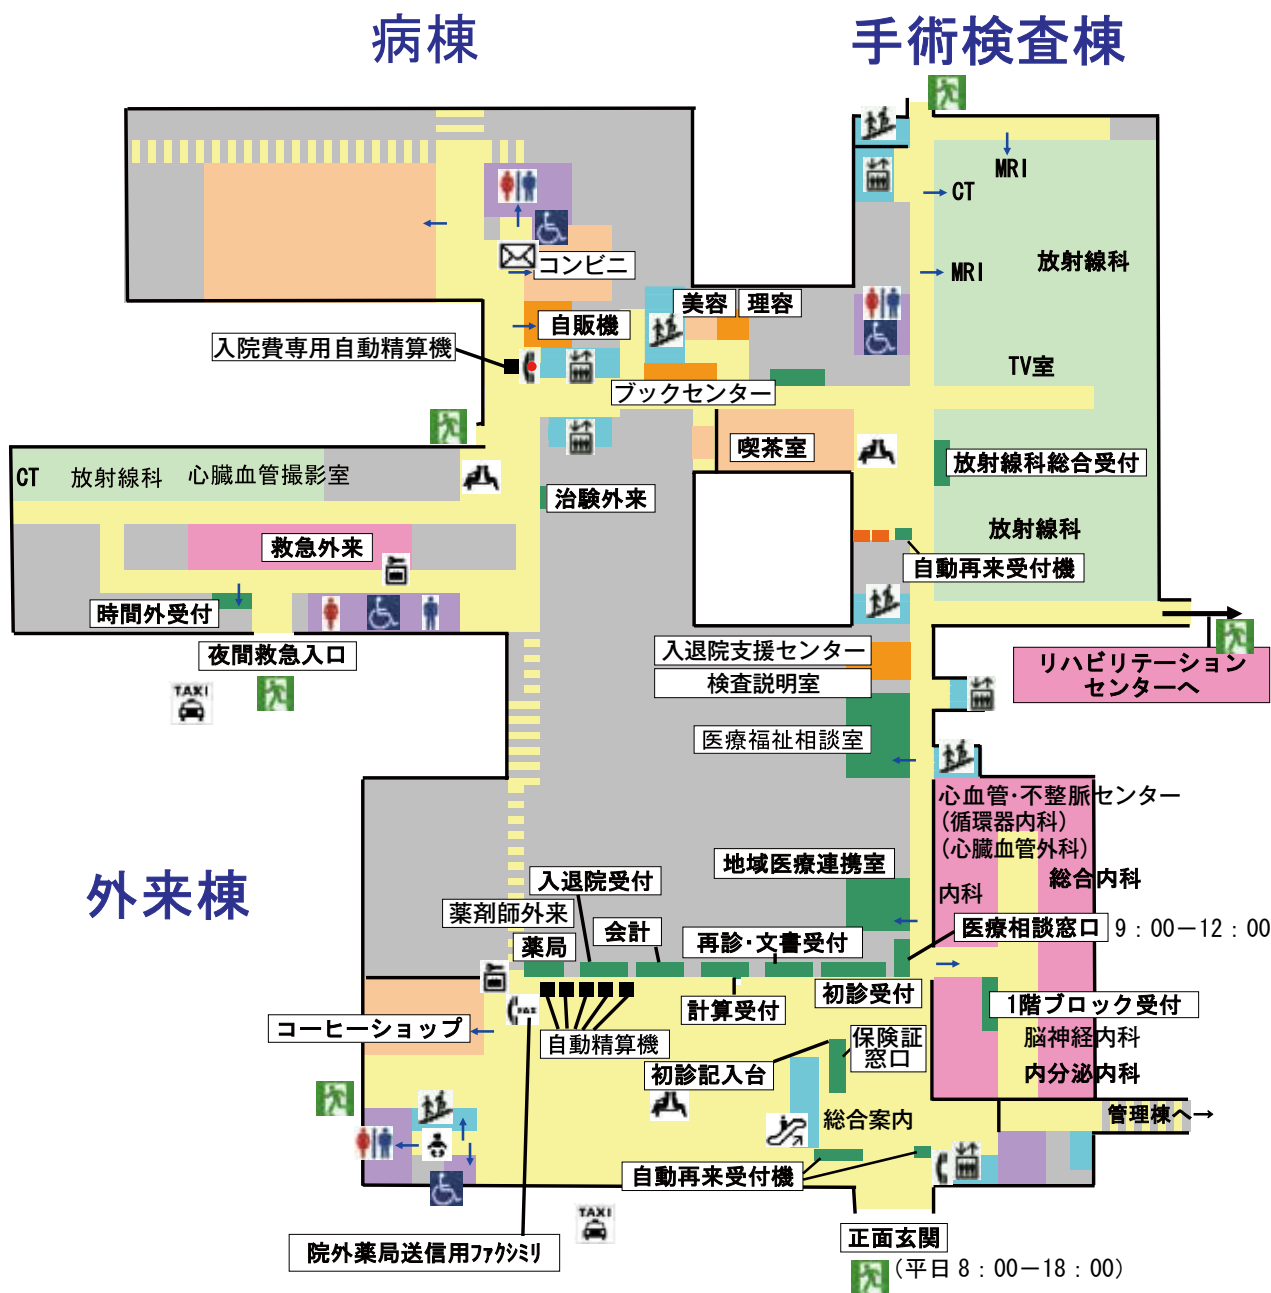 病棟
手術検査棟
MRI
CT
放射線科
MRI
コンビニ
美容
理容
自販機
入院費専用自動精算機
TV室
ブックセンター
喫茶室
放射線科総合受付
CT
放射線科
心臓血管撮影室
治験外来
放射線科
救急外来
自動再来受付機
時間外受付
夜間救急入口
入退院支援センター
検査説明室
リハビリテーション
センターへ
TAXI
医療福祉相談室
心血管・不整脈センター
(循環器内科)
(心臓血管外科)
地域医療連携室
総合内科
外来棟
入退院受付
内科
薬剤師外来
会計
医療相談窓口
9：00－12：00
薬局
再診・文書受付
初診受付
計算受付
1階ブロック受付
FAX
コーヒーショップ
自動精算機
保険証
窓口
脳神経内科
初診記入台
内分泌内科
総合案内
管理棟へ→
自動再来受付機
TAXI
正面玄関
院外薬局送信用ﾌｧｸｼﾐﾘ
(平日8：00－18：00)